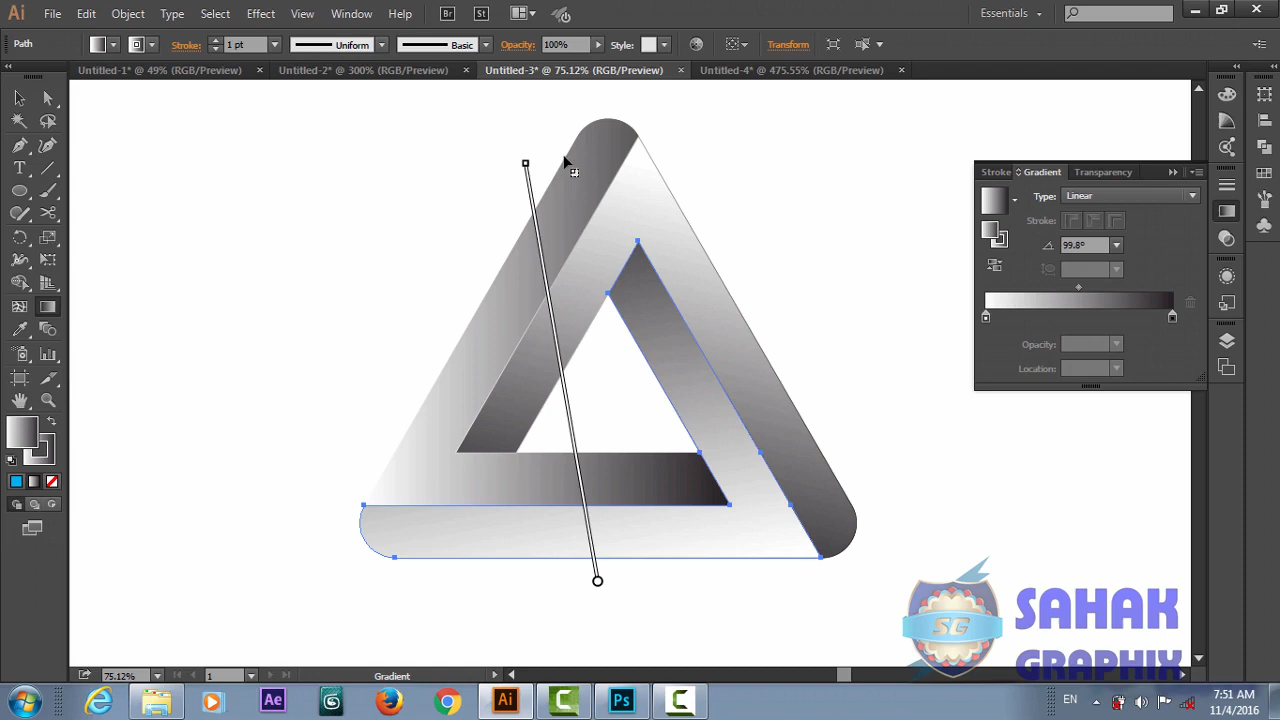 Ai File Edit Object Type Select Effect View Window Help Br St Essentials
Path Stroke: 1 pt Uniform Basic Opacity: 100% Style: Transform
Untitled-1* @ 49% (RGB/Preview) × Untitled-2* @ 300% (RGB/Preview) × Untitled-3* @ 75.12% (RGB/Preview) × Untitled-4* @ 475.55% (RGB/Preview) ×
Stroke Gradient Transparency
Type: Linear
Stroke:
99.8°
Opacity:
Location:
SG
SAHAK
GRAPHIX
75.12% 1 Gradient
Ae Ai Ps EN 7:51 AM
11/4/2016